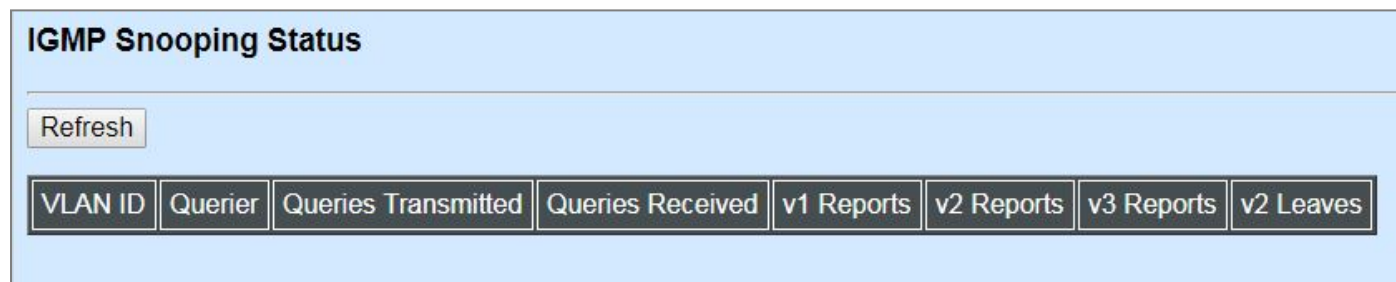 IGMP Snooping Status
Refresh
VLAN ID Querier Queries Transmitted Queries Received v1 Reports v2 Reports v3 Reports v2 Leaves